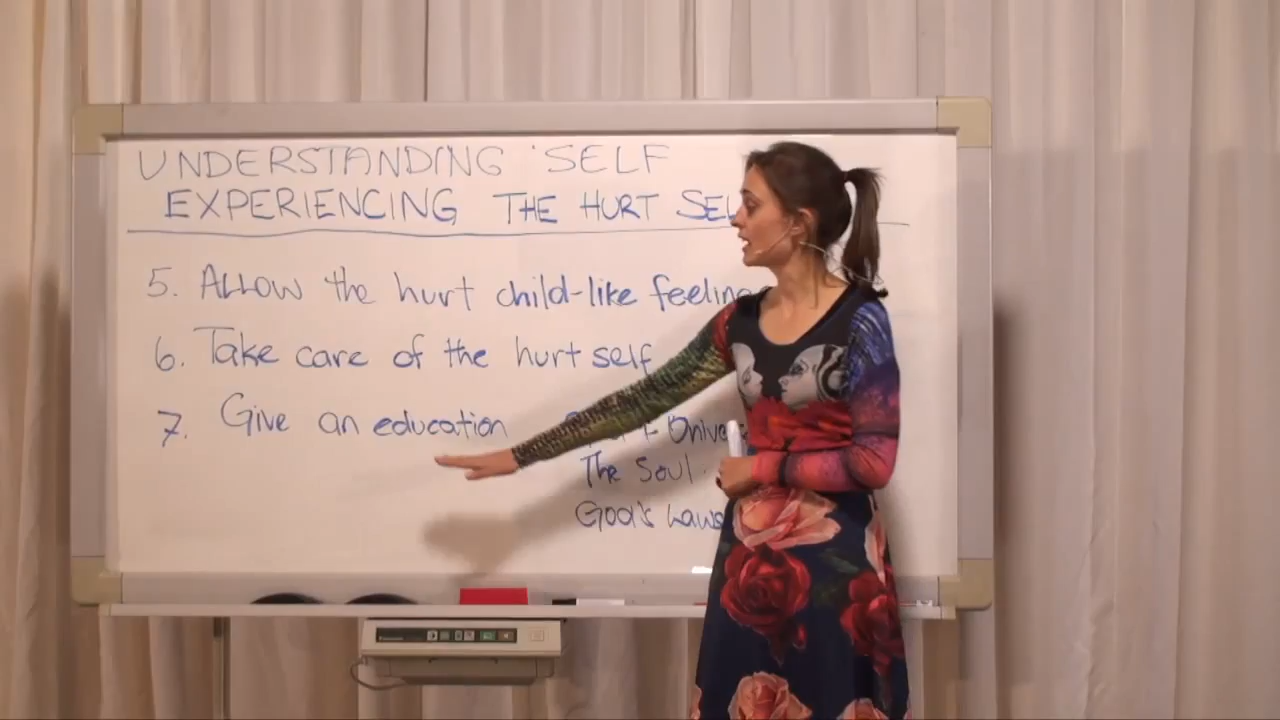 UNDERSTANDING 'SELF
EXPERIENCING THE HURT
5. ALLOW the hurt child-like
6. Take care of the hurt self
7. Give an education
The Soul
God's Laws